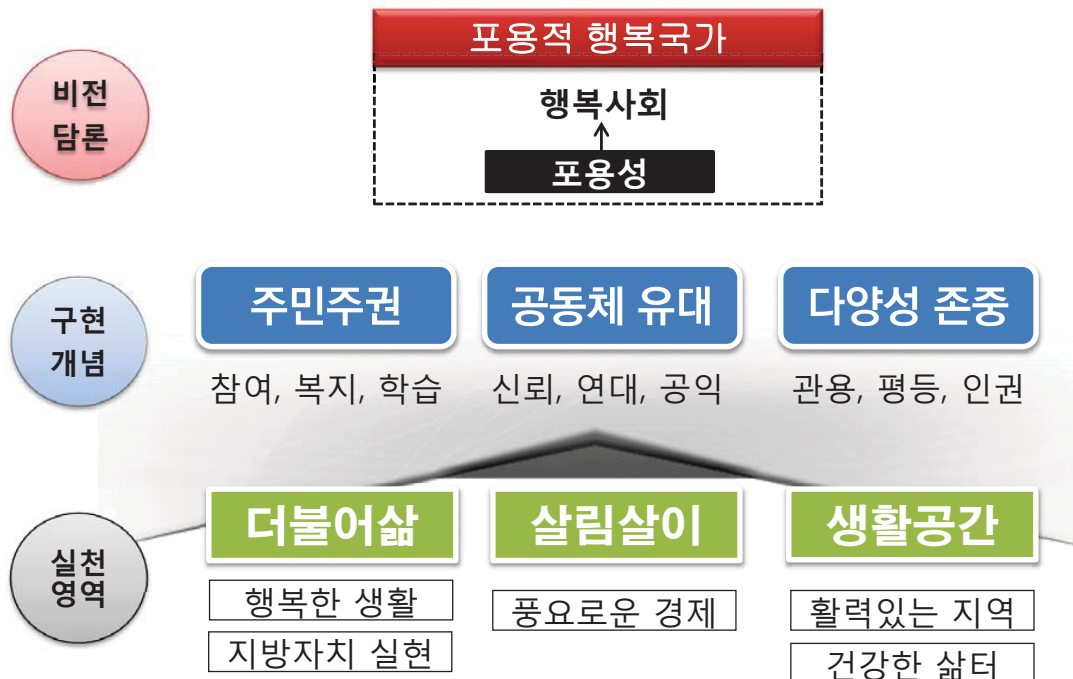 포용적 행복국가
비전
담론
행복사회
포용성
구현
개념
주민주권
공동체 유대
다양성 존중
참여, 복지, 학습
신뢰, 연대, 공익
관용, 평등, 인권
실천
영역
더불어삶
살림살이
생활공간
행복한 생활
풍요로운 경제
활력있는 지역
지방자치 실현
건강한 삶터